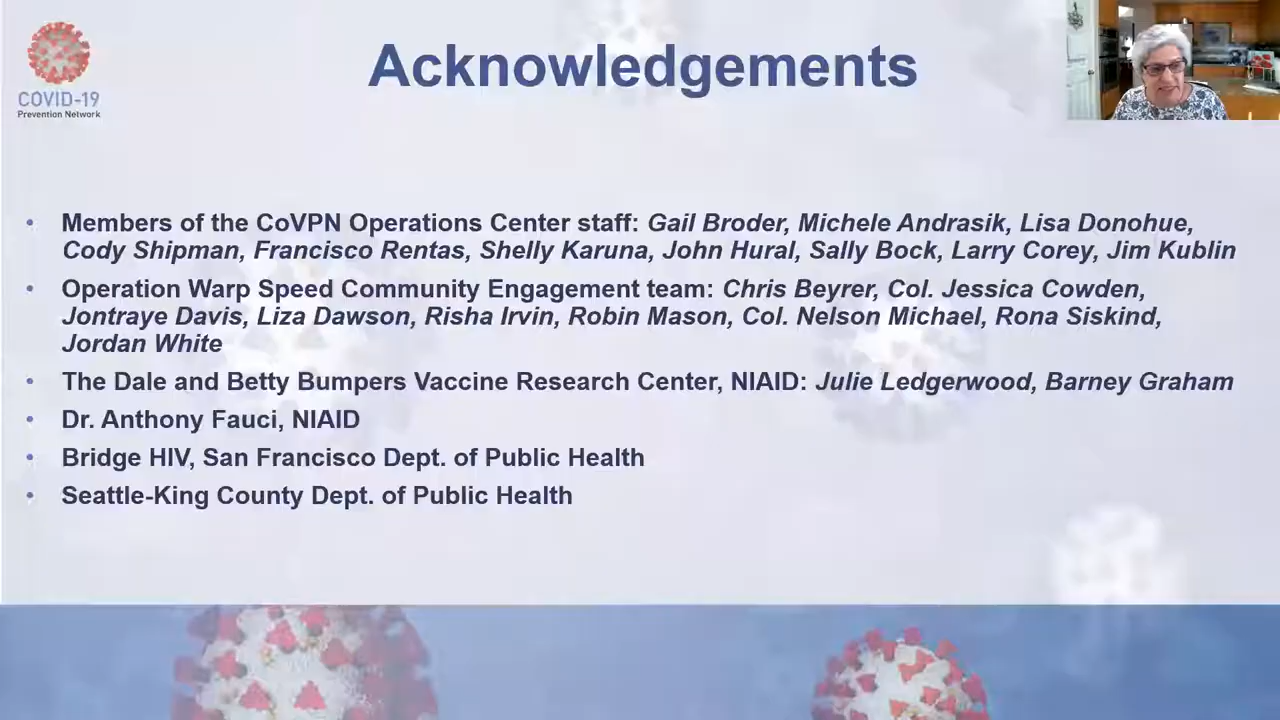 Acknowledgements
COVID-19
Prevention Network
• Members of the CoVPN Operations Center staff: Gail Broder, Michele Andrasik, Lisa Donohue,
Cody Shipman, Francisco Rentas, Shelly Karuna, John Hural, Sally Bock, Larry Corey, Jim Kublin
• Operation Warp Speed Community Engagement team: Chris Beyrer, Col. Jessica Cowden,
Jontraye Davis, Liza Dawson, Risha Irvin, Robin Mason, Col. Nelson Michael, Rona Siskind,
Jordan White
• The Dale and Betty Bumpers Vaccine Research Center, NIAID: Julie Ledgerwood, Barney Graham
• Dr. Anthony Fauci, NIAID
• Bridge HIV, San Francisco Dept. of Public Health
• Seattle-King County Dept. of Public Health